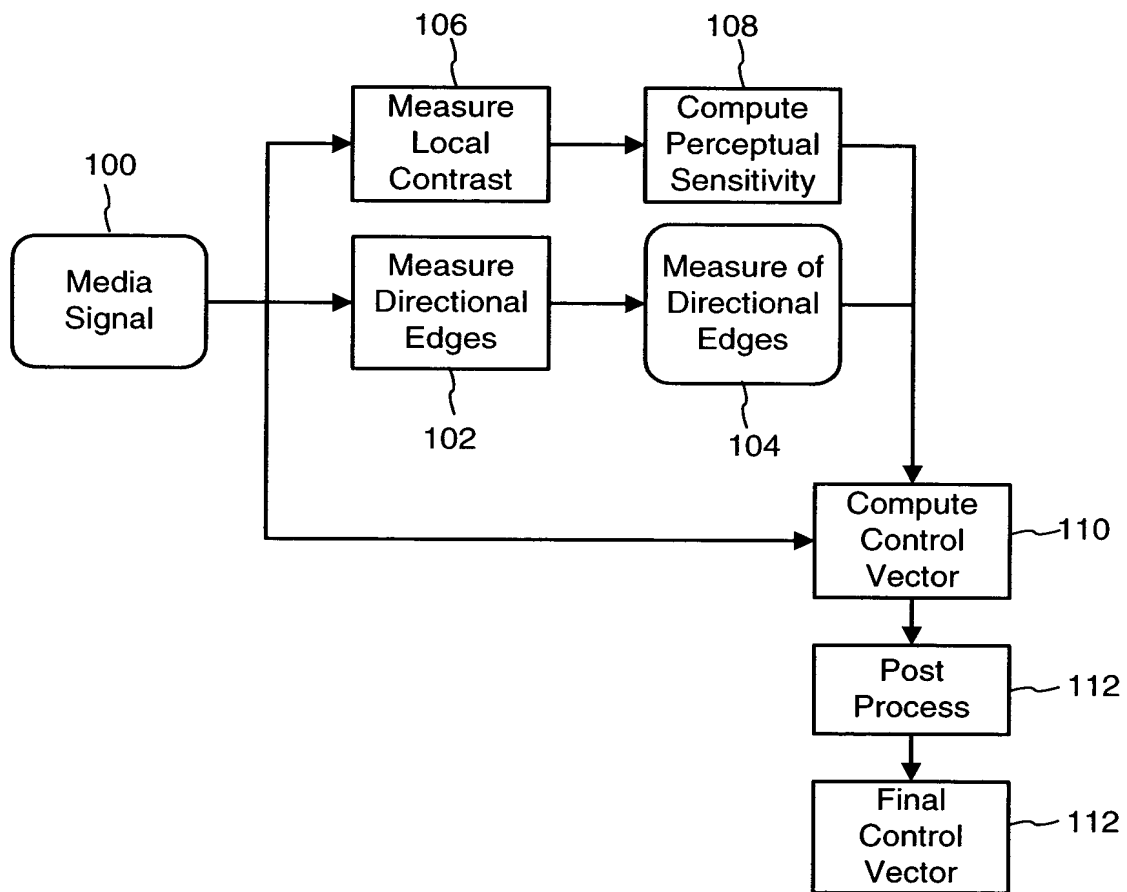 106
108
Measure
Local
Contrast
Compute
Perceptual
Sensitivity
100
Media
Signal
Measure
Directional
Edges
Measure of
Directional
Edges
102
104
Compute
Control
Vector
110
Post
Process
112
Final
Control
Vector
112